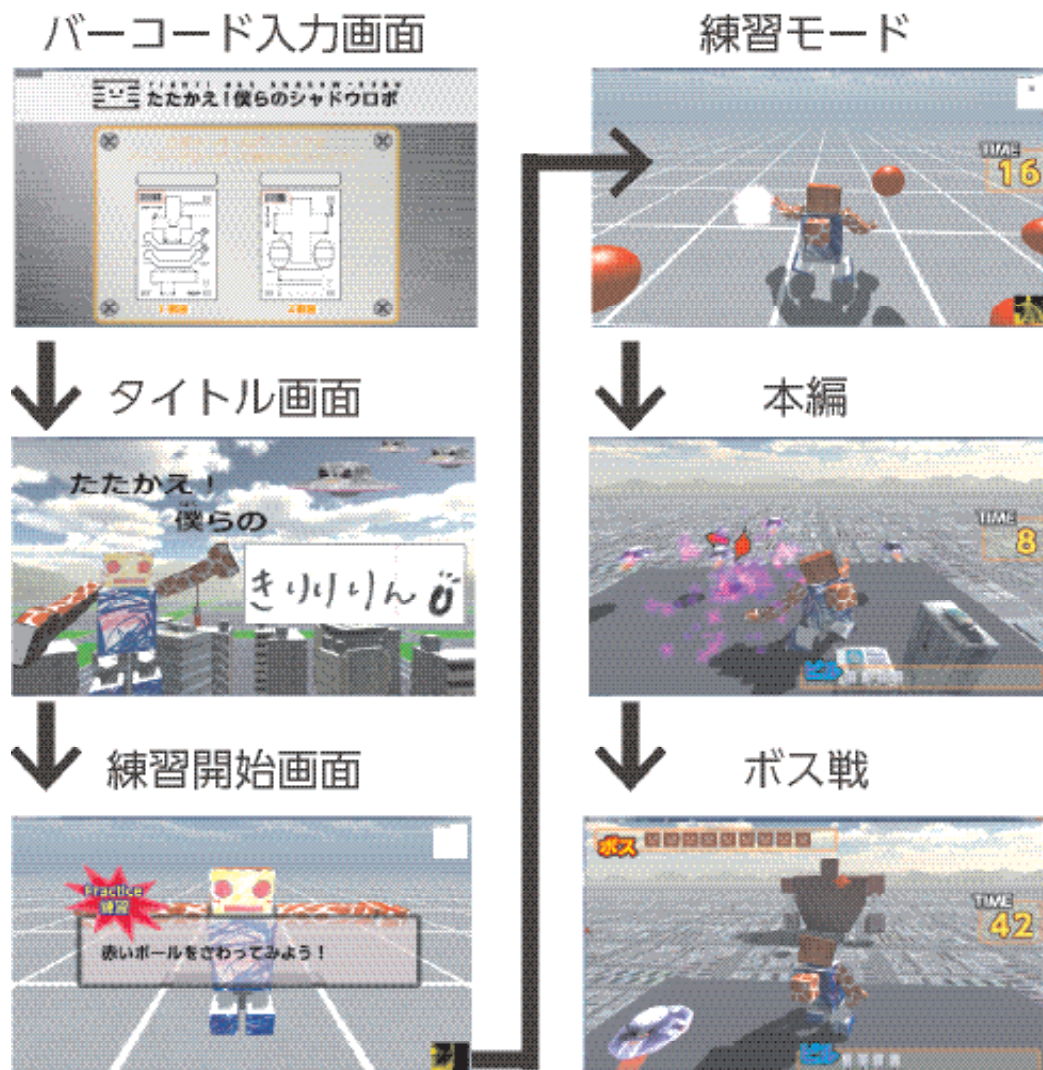 バーコード入力画面
たたかえ！僕らのシャドウロボ
タイトル画面
たたかえ！
僕らの
きりりりん
練習開始画面
Practice
練習
赤いボールをさわってみよう！
練習モード
TIME
16
本編
TIME
8
ビル
ボス戦
ボス
TIME
42
ビル